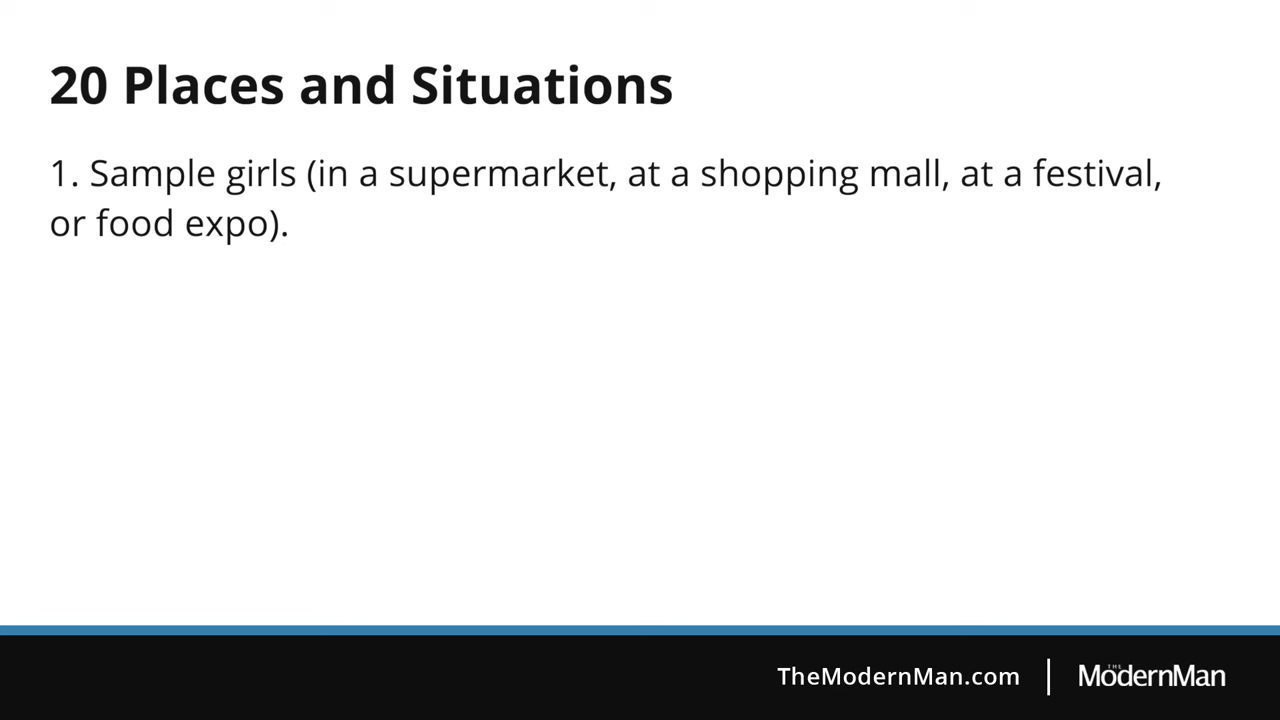 20 Places and Situations
1. Sample girls (in a supermarket, at a shopping mall, at a festival,
or food expo).
TheModernMan.com
THE
ModernMan